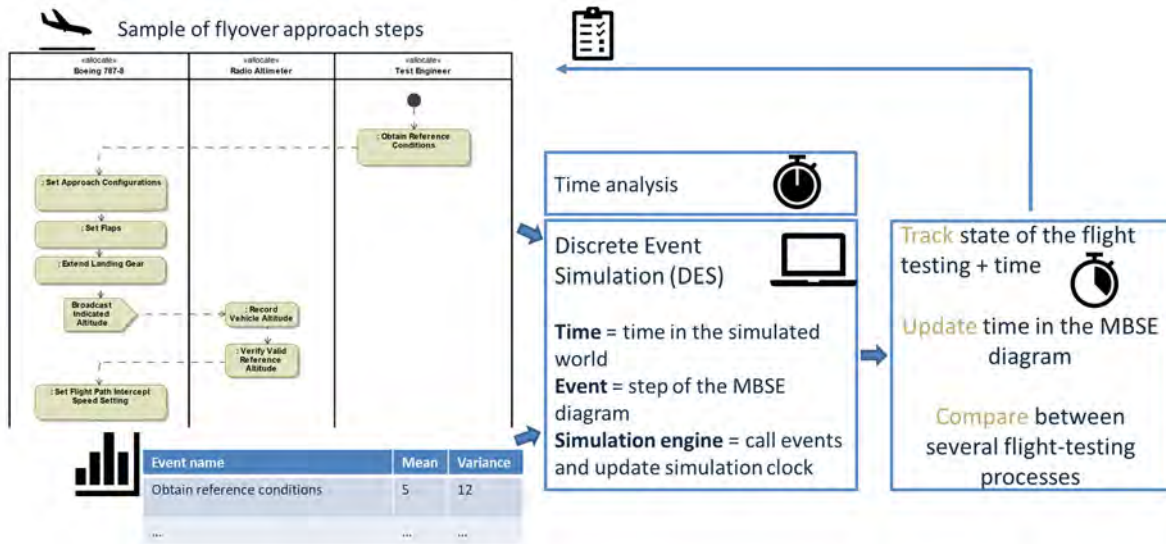 Sample of flyover approach steps
«allocate»
Boeing 787-8
«allocate»
Radio Altimeter
«allocate»
Test Engineer
: Obtain Reference
Conditions
: Set Approach Configurations
: Set Flaps
: Extend Landing Gear
Broadcast
Indicated
Altitude
: Record
Vehicle Altitude
: Verify Valid
Reference
Altitude
: Set Flight Path Intercept
Speed Setting
Event name Mean Variance
Obtain reference conditions 5 12
... ... ...
Time analysis
Discrete Event
Simulation (DES)
Time = time in the simulated
world
Event = step of the MBSE
diagram
Simulation engine = call events
and update simulation clock
Track state of the flight
testing + time
Update time in the MBSE
diagram
Compare between
several flight-testing
processes